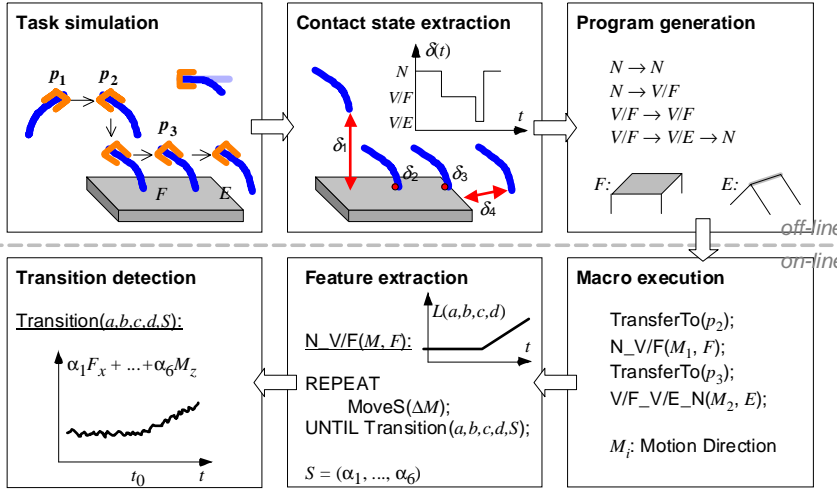 Task simulation
p1
p2
p3
F
E
Contact state extraction
δ(t)
N
V/F
V/E
t
δ1
δ2
δ3
δ4
Program generation
N → N
N → V/F
V/F → V/F
V/F → V/E → N
F:
E:
off-line
on-line
Transition detection
Transition(a,b,c,d,S):
α1Fx + ... +α6Mz
t0
t
Feature extraction
L(a,b,c,d)
t
N_V/F(M, F):
REPEAT
MoveS(ΔM);
UNTIL Transition(a,b,c,d,S);
S = (α1, ..., α6)
Macro execution
TransferTo(p2);
N_V/F(M1, F);
TransferTo(p3);
V/F_V/E_N(M2, E);
Mi: Motion Direction